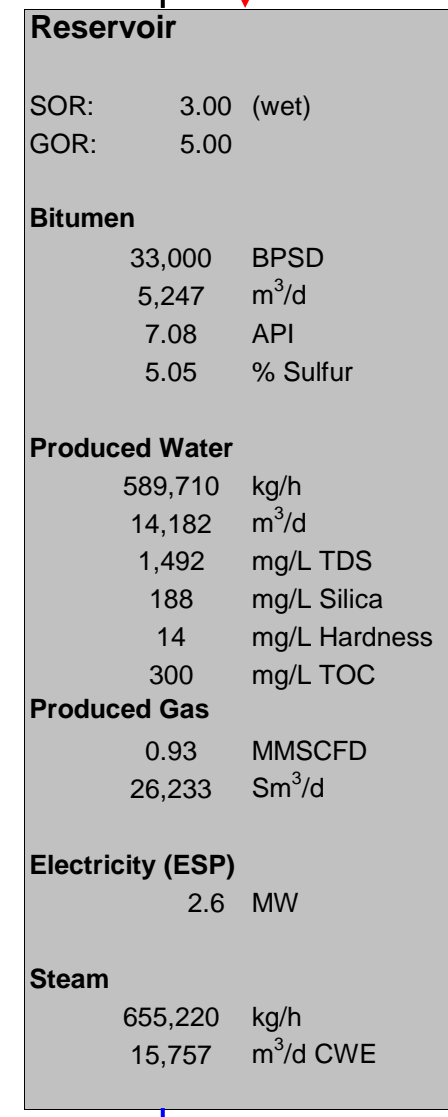 Reservoir
SOR: 3.00 (wet)
GOR: 5.00
Bitumen
33,000 BPSD
5,247 m³/d
7.08 API
5.05 % Sulfur
Produced Water
589,710 kg/h
14,182 m³/d
1,492 mg/L TDS
188 mg/L Silica
14 mg/L Hardness
300 mg/L TOC
Produced Gas
0.93 MMSCFD
26,233 Sm³/d
Electricity (ESP)
2.6 MW
Steam
655,220 kg/h
15,757 m³/d CWE